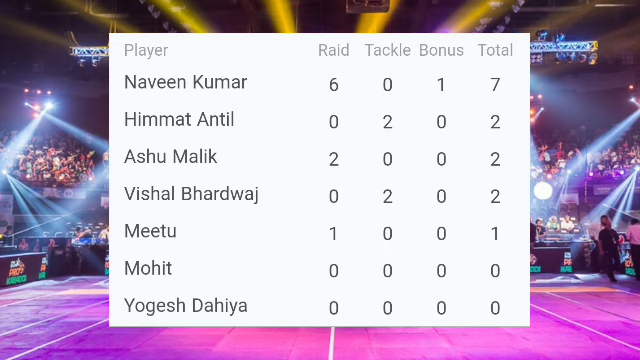 Player Raid Tackle Bonus Total
Naveen Kumar 6 0 1 7
Himmat Antil 0 2 0 2
Ashu Malik 2 0 0 2
Vishal Bhardwaj 0 2 0 2
Meetu 1 0 0 1
Mohit 0 0 0 0
Yogesh Dahiya 0 0 0 0